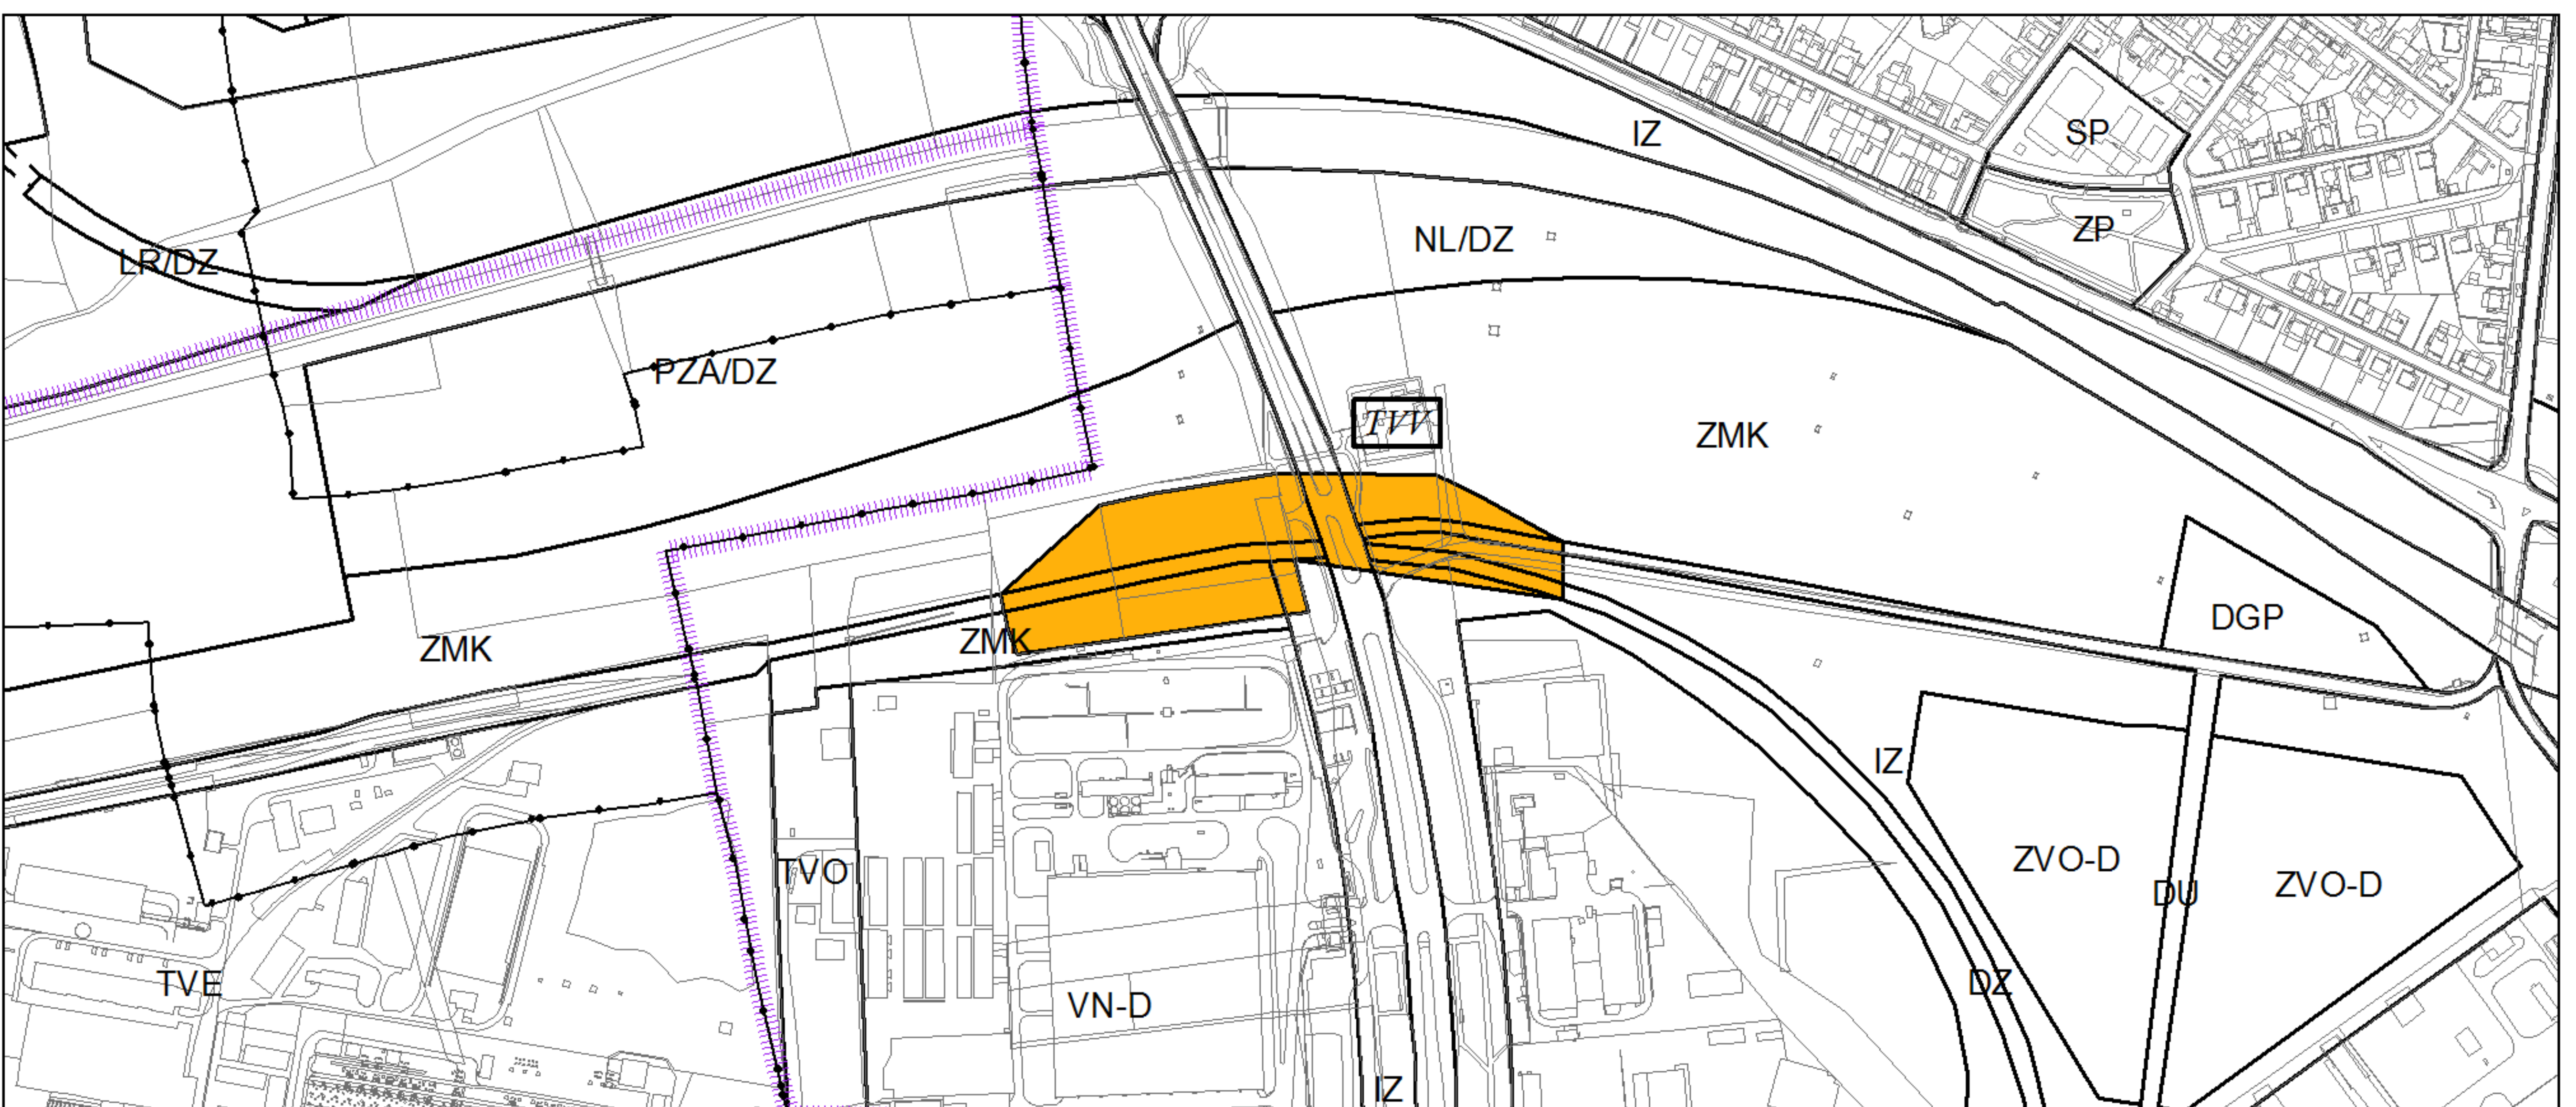 SP
IZ
ZP
NL/DZ
LR/DZ
PZA/DZ
TVV
ZMK
DGP
ZMK
ZMK
IZ
ZVO-D
TVO
ZVO-D
DU
TVE
DZ
VN-D
IZ